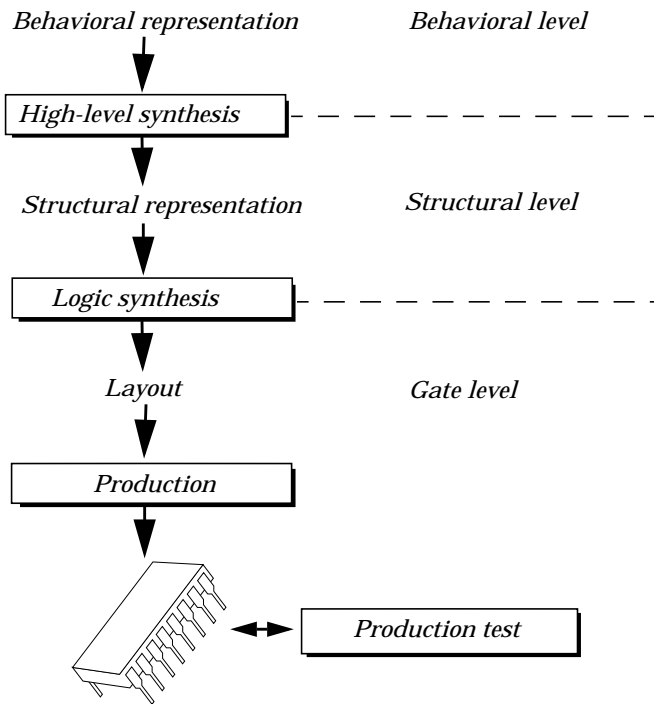 Behavioral representation
Behavioral level
High-level synthesis
Structural representation
Structural level
Logic synthesis
Layout
Gate level
Production
Production test